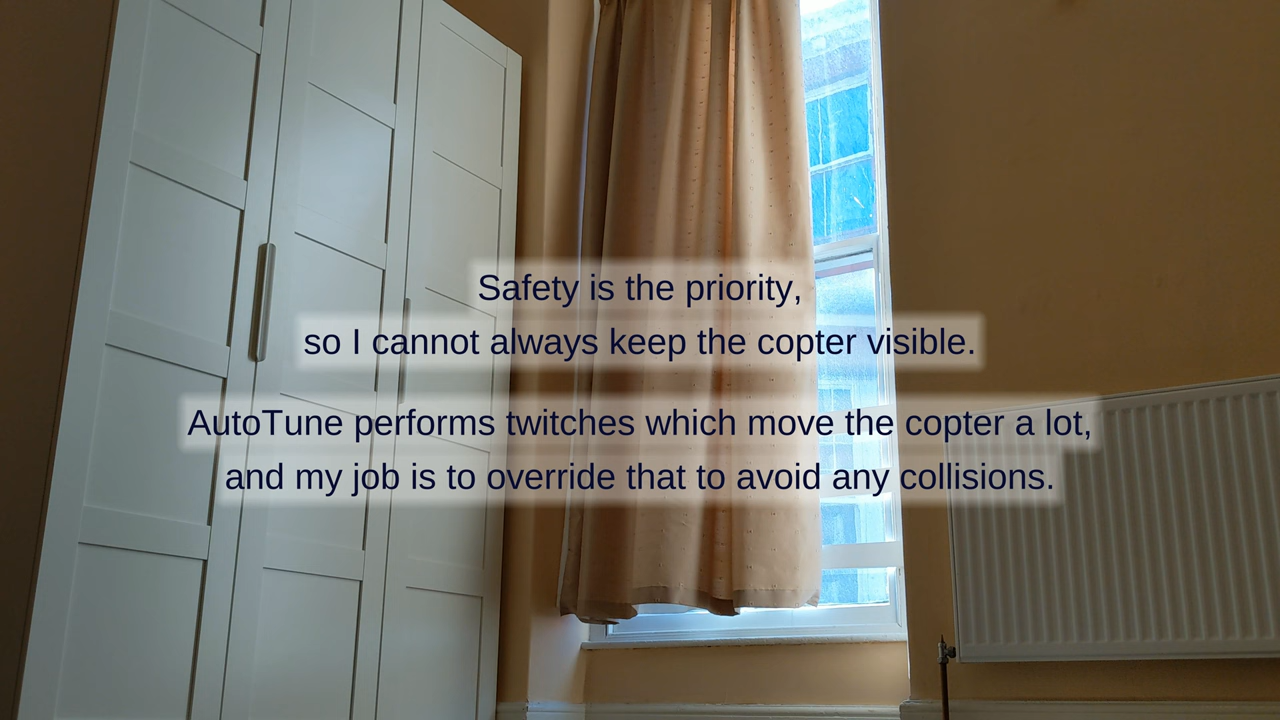 Safety is the priority,
so I cannot always keep the copter visible.
AutoTune performs twitches which move the copter a lot,
and my job is to override that to avoid any collisions.